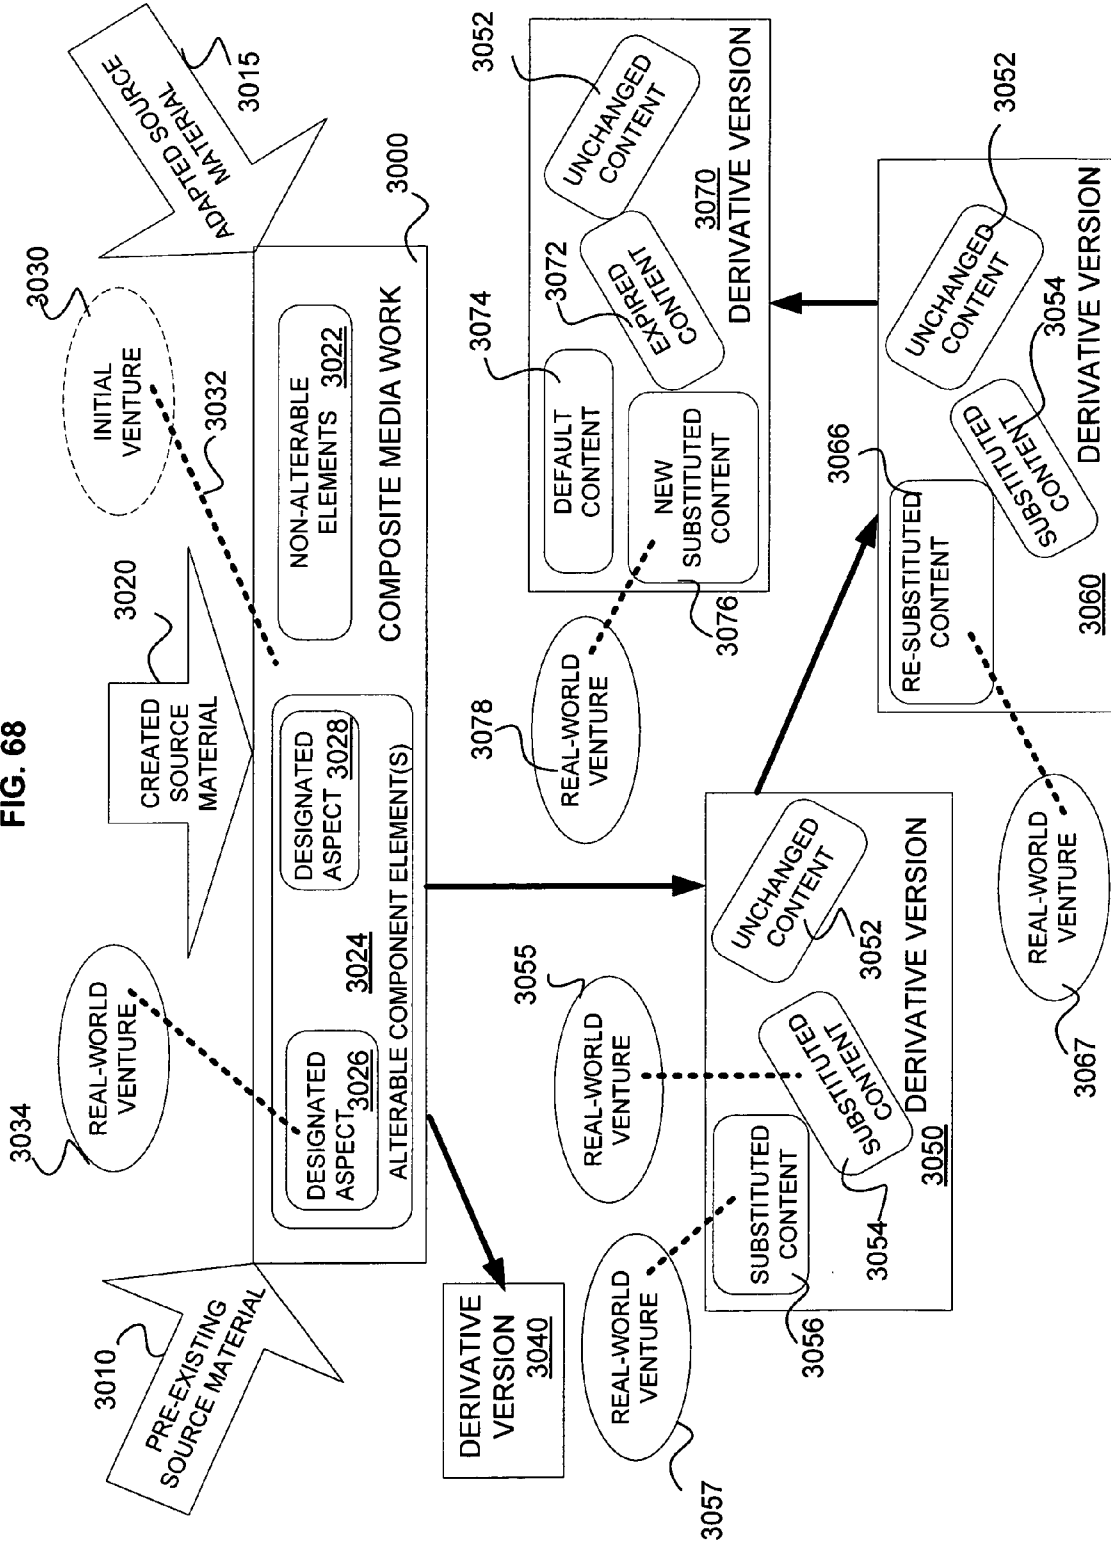 FIG. 68
3034
REAL-WORLD
VENTURE
3010
PRE-EXISTING
SOURCE MATERIAL
CREATED
SOURCE
MATERIAL
3020
3030
INITIAL
VENTURE
3032
ADAPTED SOURCE
MATERIAL
3015
3000
DESIGNATED
ASPECT 3026
3024
DESIGNATED
ASPECT 3028
ALTERABLE COMPONENT ELEMENT(S)
NON-ALTERABLE
ELEMENTS 3022
COMPOSITE MEDIA WORK
DERIVATIVE
VERSION
3040
3057
REAL-WORLD
VENTURE
3055
REAL-WORLD
VENTURE
SUBSTITUTED
CONTENT
3056
SUBSTITUTED
CONTENT
3054
UNCHANGED
CONTENT
3052
3050
DERIVATIVE VERSION
3078
REAL-WORLD
VENTURE
3074
DEFAULT
CONTENT
NEW
SUBSTITUTED
CONTENT
3076
3072
EXPIRED
CONTENT
3052
UNCHANGED
CONTENT
3070
DERIVATIVE VERSION
3067
REAL-WORLD
VENTURE
3066
RE-SUBSTITUTED
CONTENT
SUBSTITUTED
CONTENT
3054
UNCHANGED
CONTENT
3052
3060
DERIVATIVE VERSION